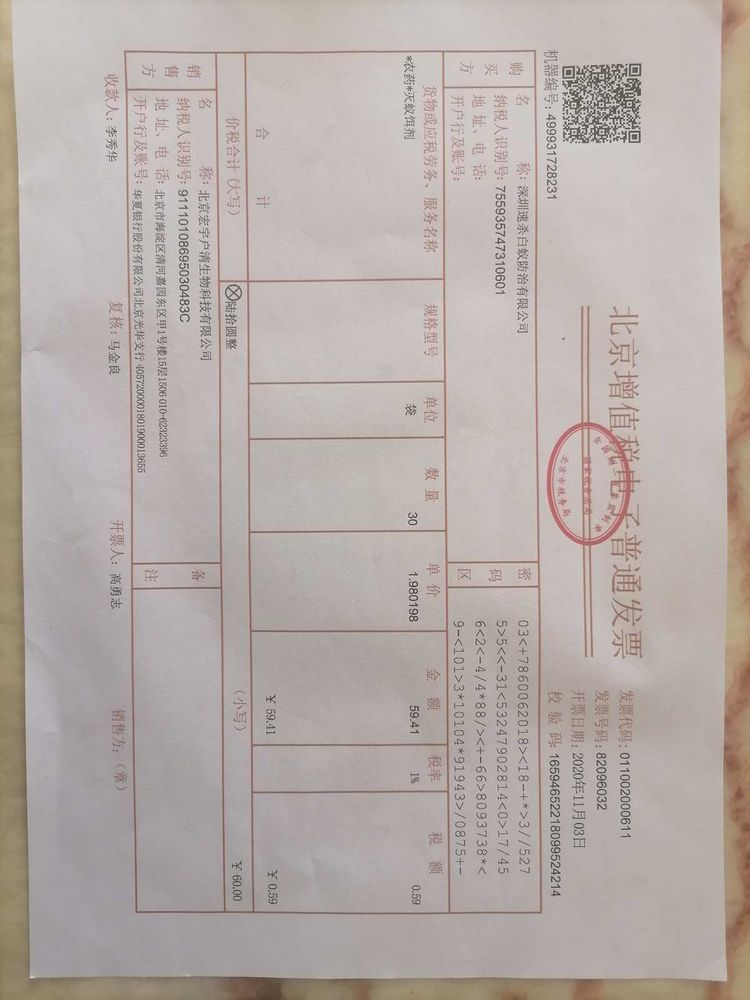 北京增值税电子普通发票
全国统一发票监制章
国家税务总局
北京市税务局
机器编号: 499931728231
发票代码: 011002000611
发票号码: 82096032
开票日期: 2020年11月03日
校 验 码: 16594652218099524214
购买方
名 称: 深圳速杀白蚁防治有限公司
纳税人识别号: 755935747310601
地 址、电 话:
开户行及账号:
密码区
03<+7860062018><18-+*>3//527
5>5<<-31<53247902814<0>17/45
6<2<-4/4*88/><+-66>8093738*<
9-<101>3*10104*91943>/0875+-
货物或应税劳务、服务名称 规格型号 单位 数 量 单 价 金 额 税率 税 额
*农药*灭蚁饵剂 袋 30 1.980198 59.41 1% 0.59
合 计 ¥ 59.41 ¥ 0.59
价税合计 (大写) ⊗陆拾圆整 (小写) ¥ 60.00
销售方
名 称: 北京宏宇户清生物科技有限公司
纳税人识别号: 91110108695030483C
地 址、电 话: 北京市海淀区清河嘉园东区甲1号楼15层1506 010-62323396
开户行及账号: 华夏银行股份有限公司北京光华支行 4057200001801900013655
备注
收款人: 李秀华 复核: 马金良 开票人: 高勇志 销售方: (章)